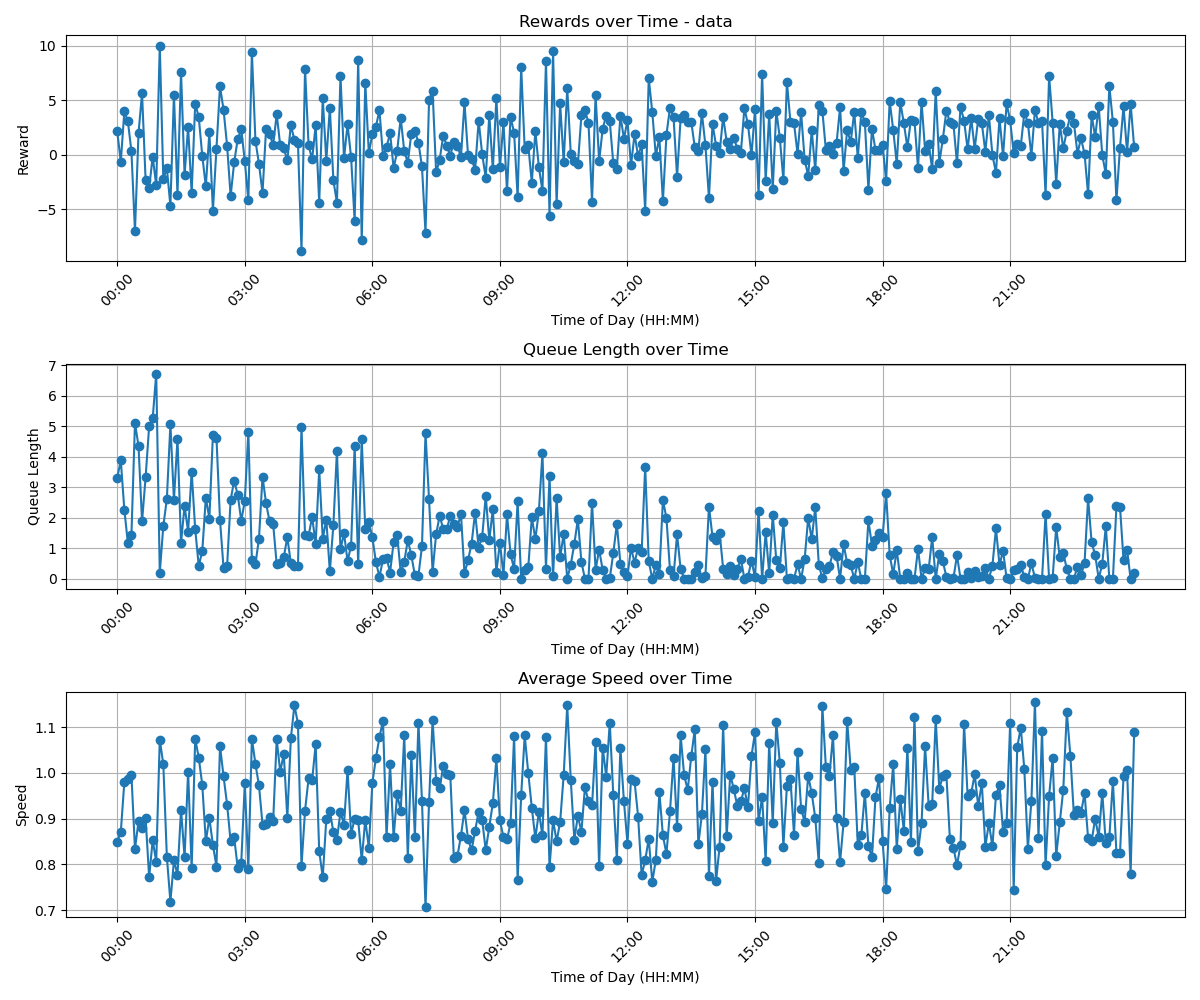 Rewards over Time - data
10
5
0
−5
Reward
00:00 03:00 06:00 09:00 12:00 15:00 18:00 21:00
Time of Day (HH:MM)
Queue Length over Time
7
6
5
4
3
2
1
0
Queue Length
00:00 03:00 06:00 09:00 12:00 15:00 18:00 21:00
Time of Day (HH:MM)
Average Speed over Time
1.1
1.0
0.9
0.8
0.7
Speed
00:00 03:00 06:00 09:00 12:00 15:00 18:00 21:00
Time of Day (HH:MM)